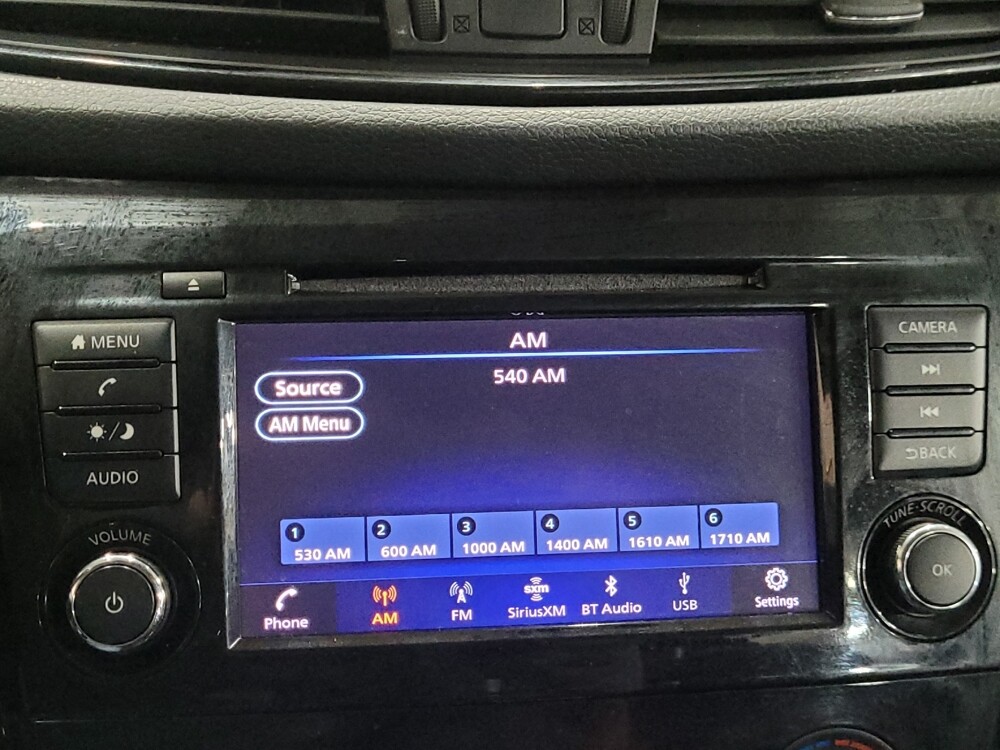 MENU
AUDIO
VOLUME
AM
540 AM
Source
AM Menu
1
530 AM
2
600 AM
3
1000 AM
4
1400 AM
5
1610 AM
6
1710 AM
Phone
AM
FM
sxm
SiriusXM
BT Audio
USB
Settings
CAMERA
BACK
TUNE-SCROLL
OK